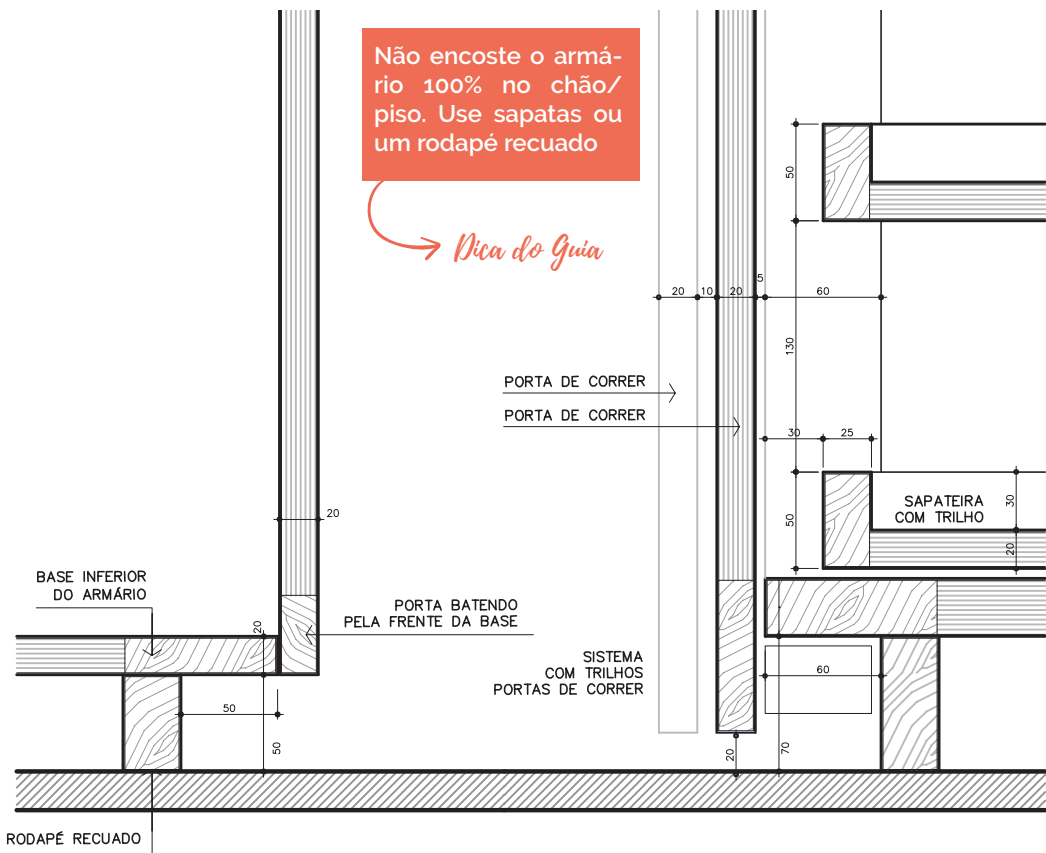 Não encoste o armá-
rio 100% no chão/
piso. Use sapatas ou
um rodapé recuado
Dica do Guia
50
20
10
20
5
60
130
PORTA DE CORRER
PORTA DE CORRER
30
25
50
SAPATEIRA
COM TRILHO
30
20
20
BASE INFERIOR
DO ARMÁRIO
20
PORTA BATENDO
PELA FRENTE DA BASE
SISTEMA
COM TRILHOS
PORTAS DE CORRER
60
50
50
20
70
RODAPÉ RECUADO